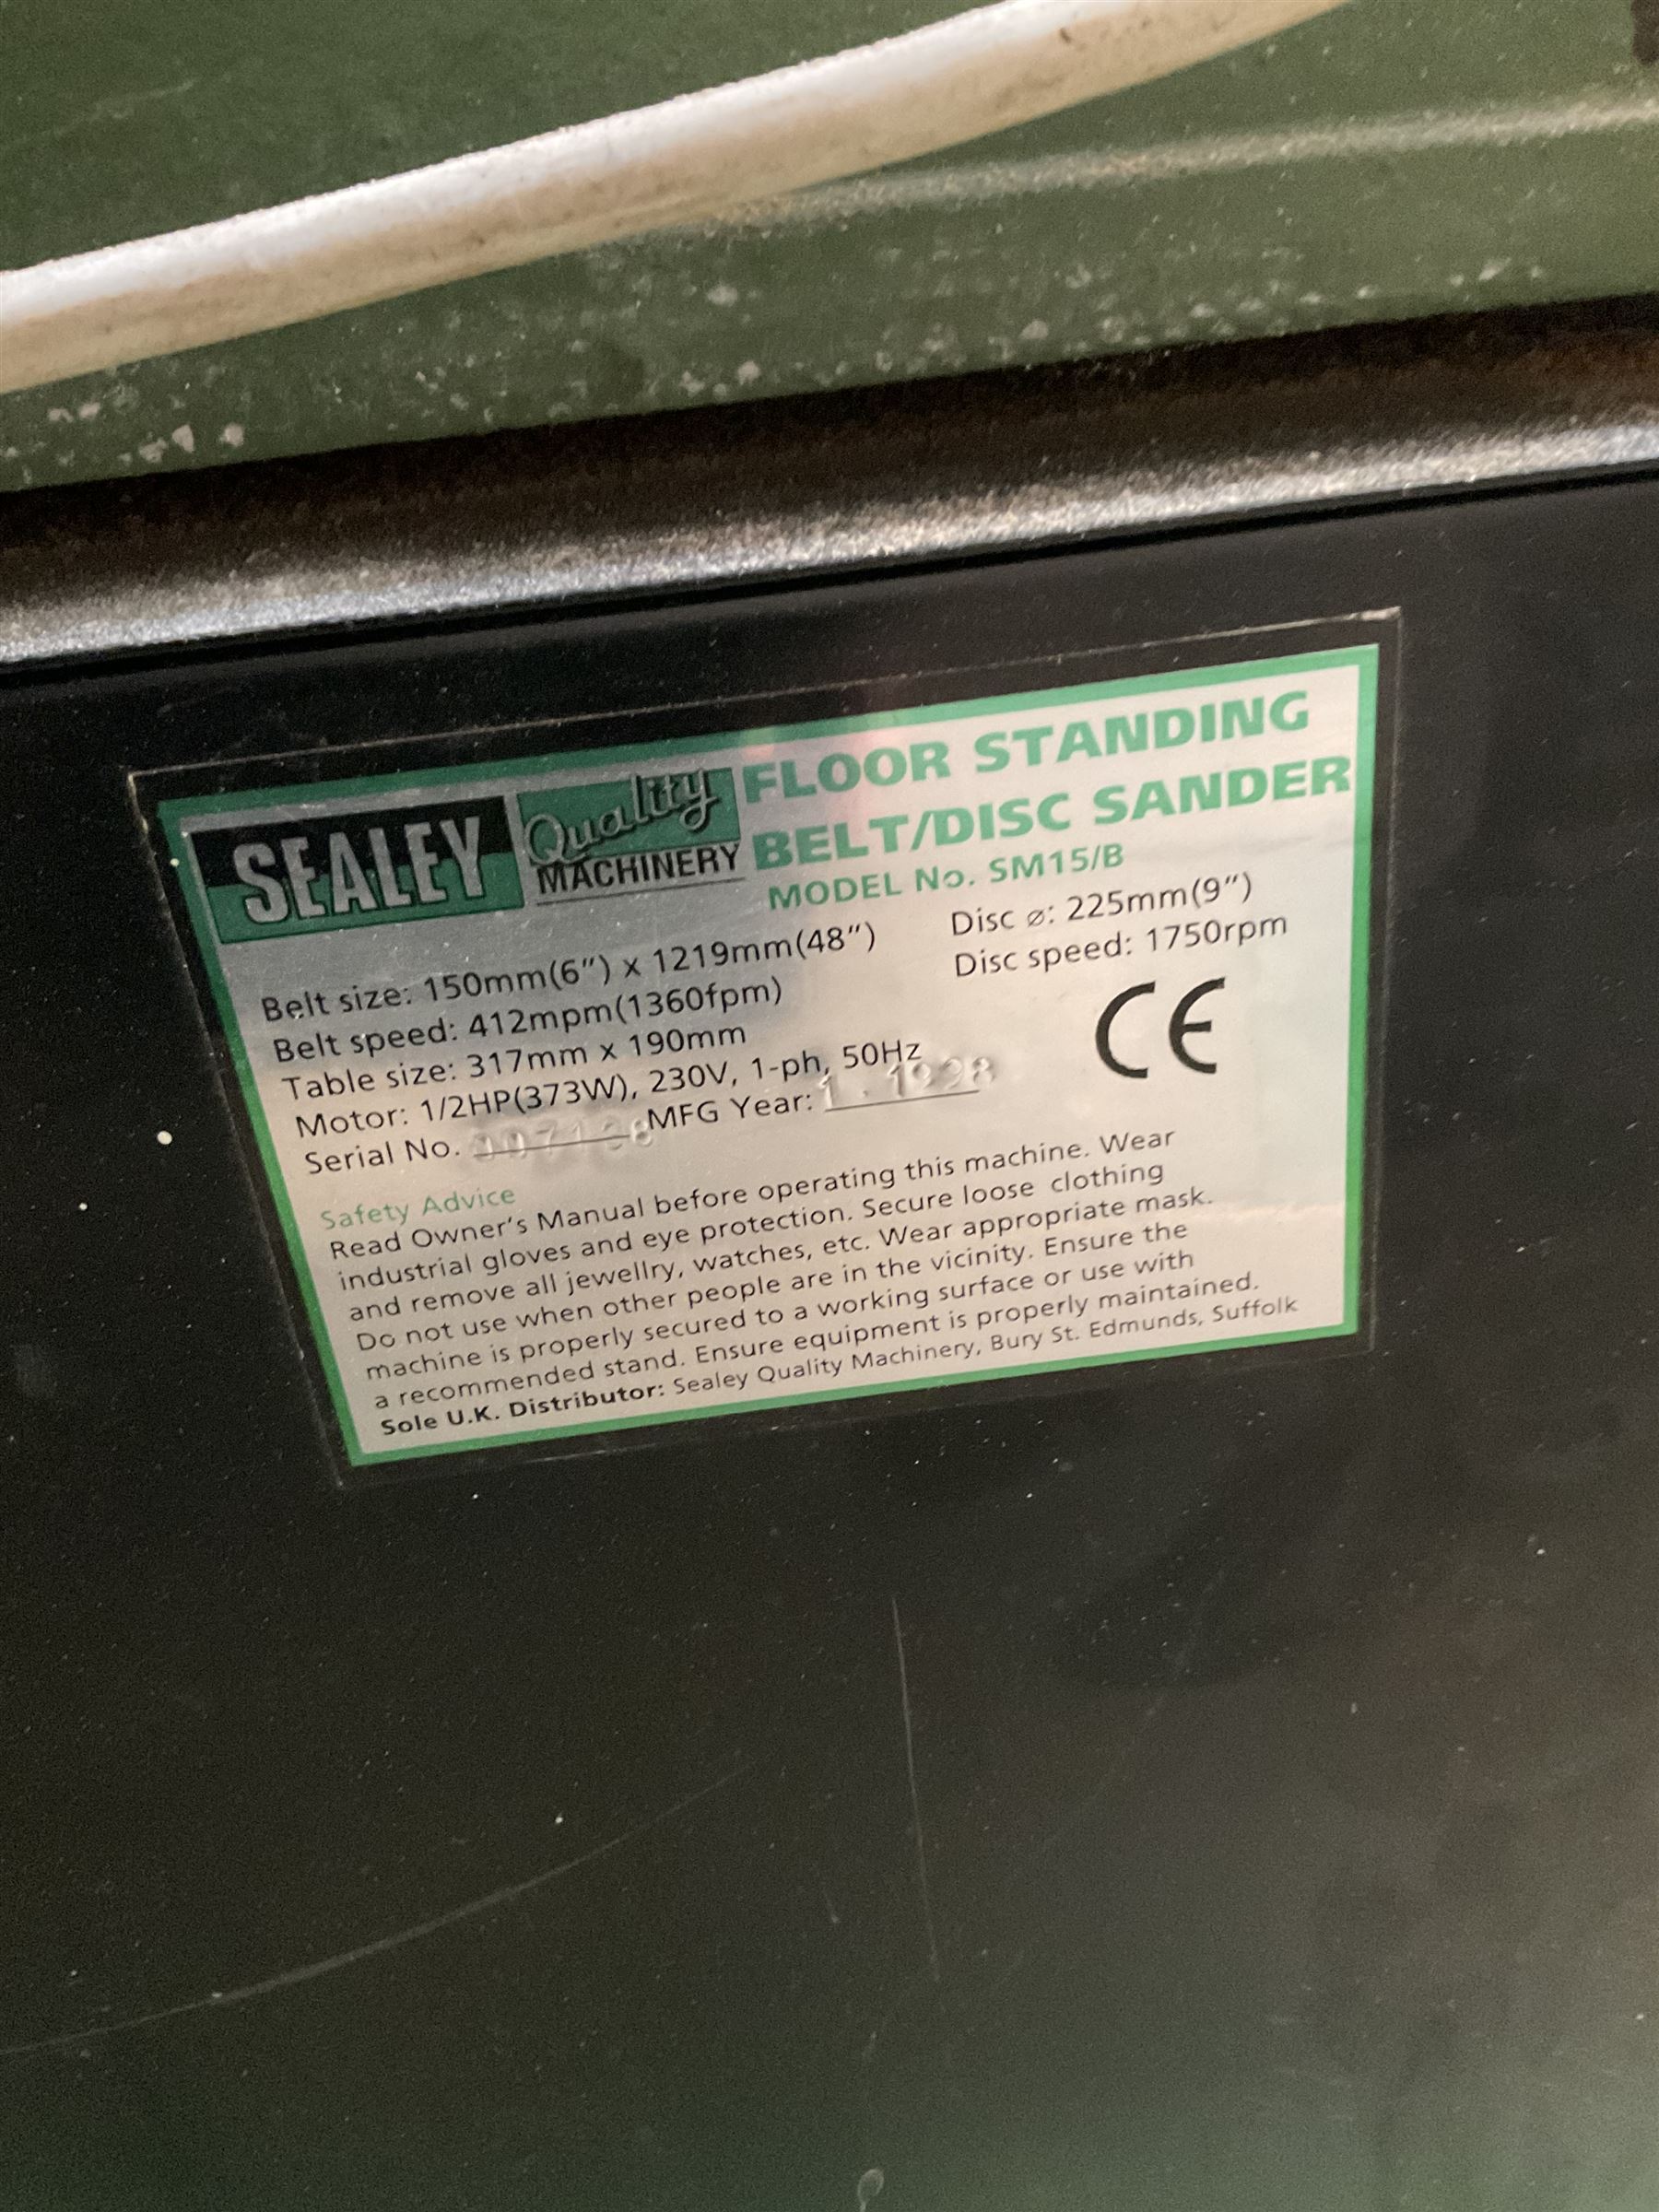 SEALEY
Quality
MACHINERY
FLOOR STANDING
BELT/DISC SANDER
MODEL No. SM15/B
Belt size: 150mm(6") x 1219mm(48")
Disc ⌀: 225mm(9")
Belt speed: 412mpm(1360fpm)
Disc speed: 1750rpm
Table size: 317mm x 190mm
CE
Motor: 1/2HP(373W), 230V, 1-ph, 50Hz
Serial No. MFG Year: 1.1998
Safety Advice
Read Owner's Manual before operating this machine. Wear
industrial gloves and eye protection. Secure loose clothing
and remove all jewellry, watches, etc. Wear appropriate mask.
Do not use when other people are in the vicinity. Ensure the
machine is properly secured to a working surface or use with
a recommended stand. Ensure equipment is properly maintained.
Sole U.K. Distributor: Sealey Quality Machinery, Bury St. Edmunds, Suffolk